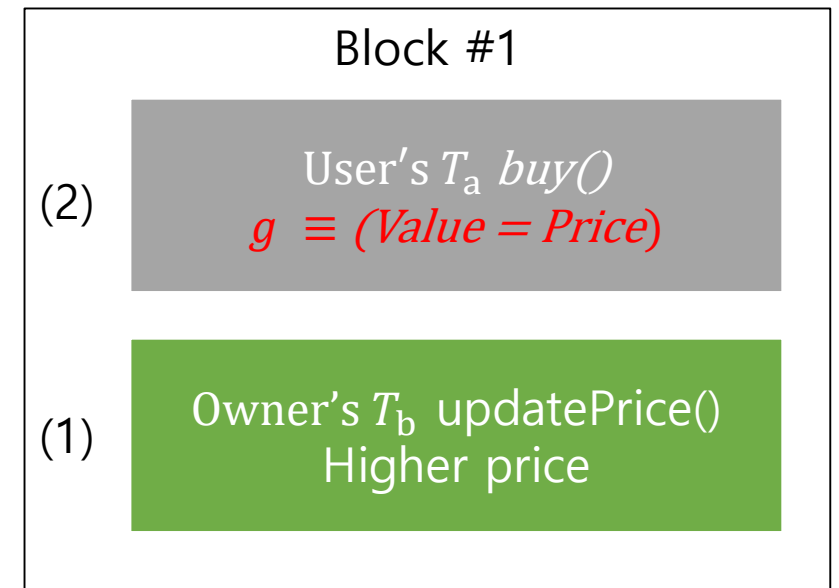 Block #1
(2)
User's Tₐ buy()
g ≡ (Value = Price)
(1)
Owner's T_b updatePrice()
Higher price